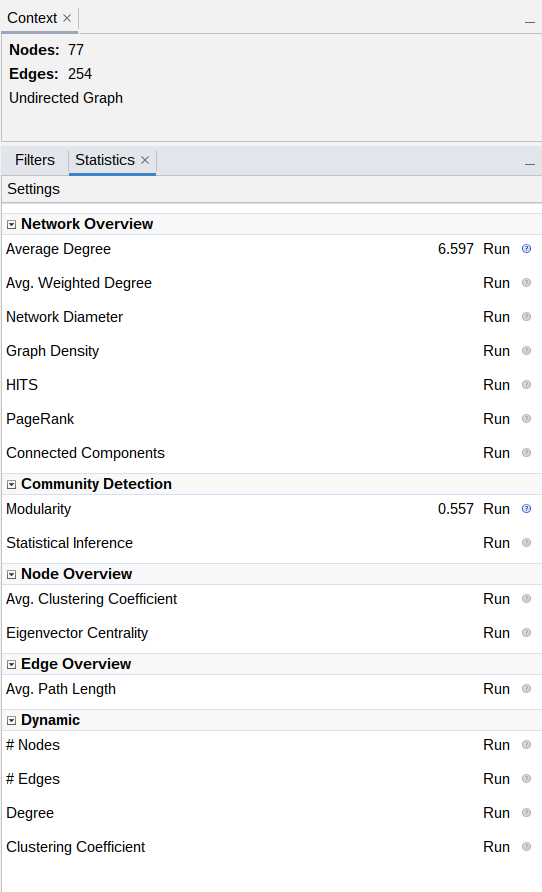 Context
Nodes: 77
Edges: 254
Undirected Graph
Filters Statistics
Settings
Network Overview
Average Degree 6.597 Run
Avg. Weighted Degree Run
Network Diameter Run
Graph Density Run
HITS Run
PageRank Run
Connected Components Run
Community Detection
Modularity 0.557 Run
Statistical Inference Run
Node Overview
Avg. Clustering Coefficient Run
Eigenvector Centrality Run
Edge Overview
Avg. Path Length Run
Dynamic
# Nodes Run
# Edges Run
Degree Run
Clustering Coefficient Run